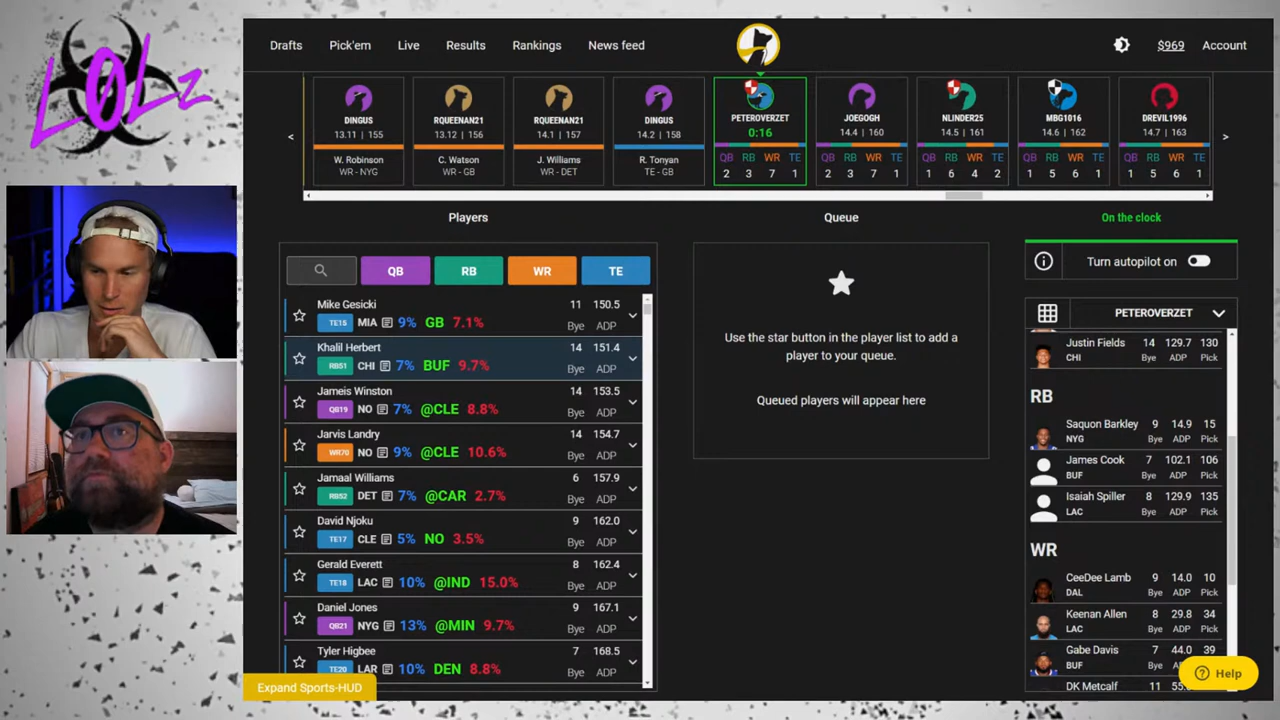 LOLz
Drafts Pick'em Live Results Rankings News feed $969 Account
DINGUS RQUEENAN21 RQUEENAN21 DINGUS PETEROVERZET JOEGOGH NLINDER25 MBG1016 DREVIL1996
13.11 | 155 13.12 | 156 14.1 | 157 14.2 | 158 0:16 14.4 | 160 14.5 | 161 14.6 | 162 14.7 | 163
W. Robinson C. Watson J. Williams R. Tonyan QB RB WR TE QB RB WR TE QB RB WR TE QB RB WR TE QB RB WR TE
WR - NYG WR - GB WR - DET TE - GB 2 3 7 1 2 3 7 1 1 6 4 2 1 5 6 1 1 5 6 1
Players Queue On the clock
QB RB WR TE
Turn autopilot on
Mike Gesicki 11 150.5
TE15 MIA 9% GB 7.1% Bye ADP
Khalil Herbert 14 151.4
RB51 CHI 7% BUF 9.7% Bye ADP
Jameis Winston 14 153.5
QB19 NO 7% @CLE 8.8% Bye ADP
Jarvis Landry 14 154.7
WR70 NO 9% @CLE 10.6% Bye ADP
Jamaal Williams 6 157.9
RB52 DET 7% @CAR 2.7% Bye ADP
David Njoku 9 162.0
TE17 CLE 5% NO 3.5% Bye ADP
Gerald Everett 8 162.4
TE18 LAC 10% @IND 15.0% Bye ADP
Daniel Jones 9 167.1
QB21 NYG 13% @MIN 9.7% Bye ADP
Tyler Higbee 7 168.5
TE20 LAR 10% DEN 8.8% Bye ADP
Expand Sports-HUD
Use the star button in the player list to add a
player to your queue.
Queued players will appear here
PETEROVERZET
Justin Fields 14 129.7 130
CHI Bye ADP Pick
RB
Saquon Barkley 9 14.9 15
NYG Bye ADP Pick
James Cook 7 102.1 106
BUF Bye ADP Pick
Isaiah Spiller 8 129.9 135
LAC Bye ADP Pick
WR
CeeDee Lamb 9 14.0 10
DAL Bye ADP Pick
Keenan Allen 8 29.8 34
LAC Bye ADP Pick
Gabe Davis 7 44.0 39
BUF Bye ADP Pick
DK Metcalf 11
Help